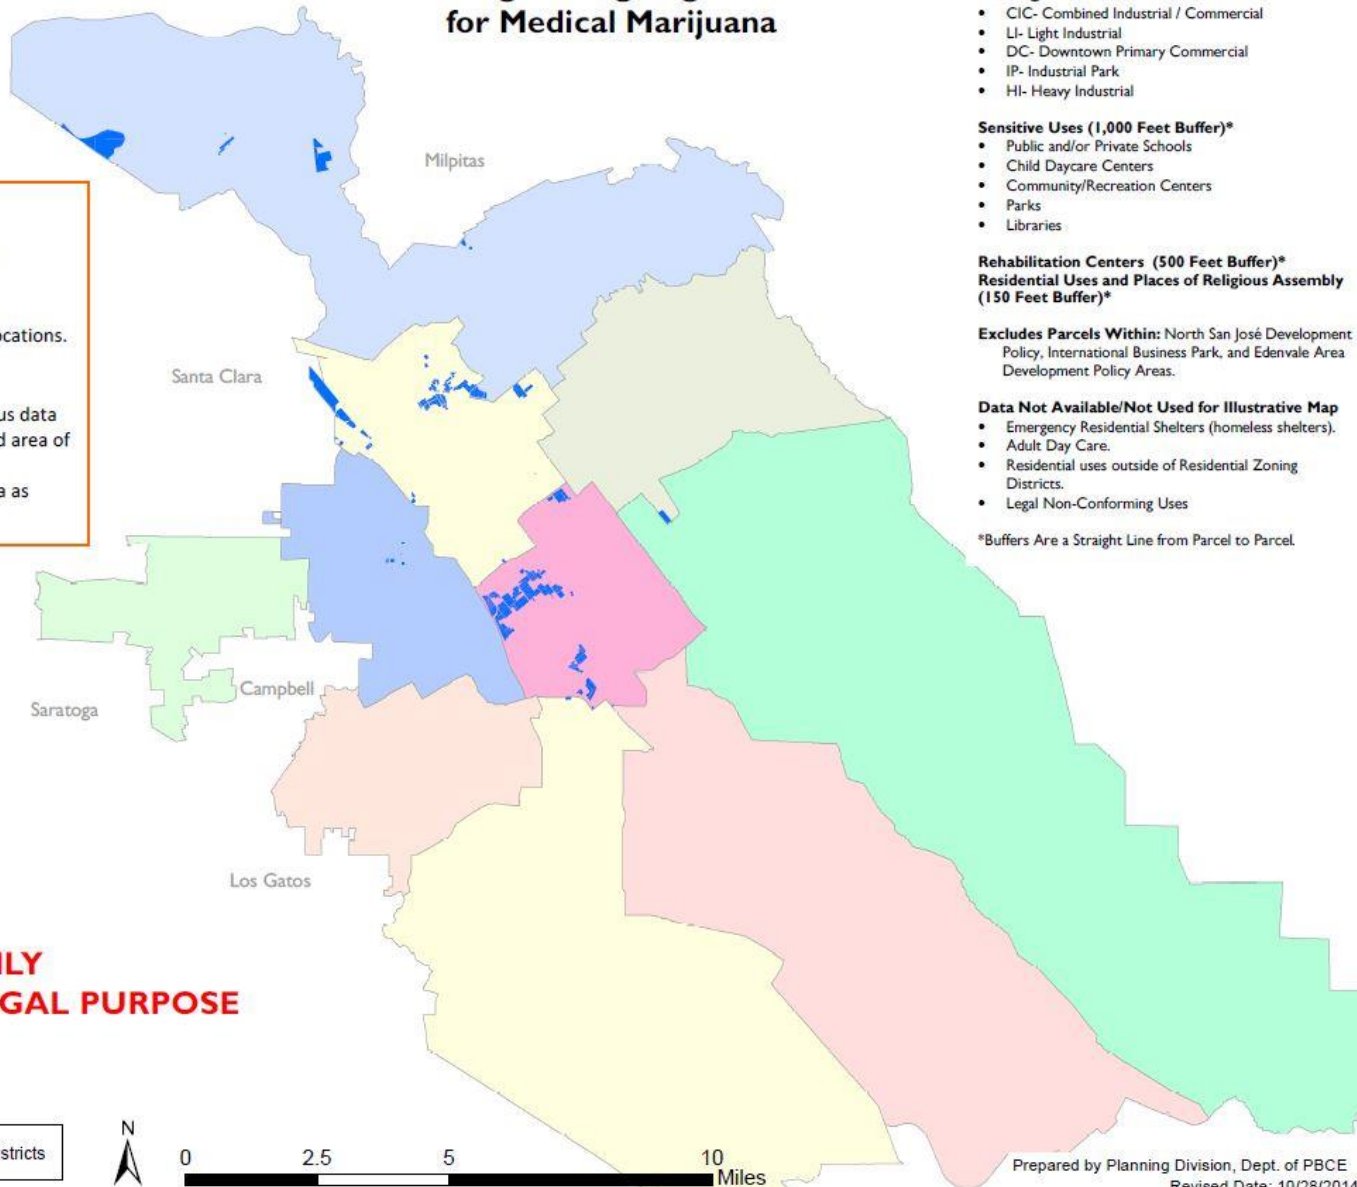 for Medical Marijuana
• CIC- Combined Industrial / Commercial
• LI- Light Industrial
• DC- Downtown Primary Commercial
• IP- Industrial Park
• HI- Heavy Industrial
Sensitive Uses (1,000 Feet Buffer)*
• Public and/or Private Schools
• Child Daycare Centers
• Community/Recreation Centers
• Parks
• Libraries
Rehabilitation Centers (500 Feet Buffer)*
Residential Uses and Places of Religious Assembly
(150 Feet Buffer)*
Excludes Parcels Within: North San José Development
Policy, International Business Park, and Edenvale Area
Development Policy Areas.
Data Not Available/Not Used for Illustrative Map
• Emergency Residential Shelters (homeless shelters).
• Adult Day Care.
• Residential uses outside of Residential Zoning
Districts.
• Legal Non-Conforming Uses
*Buffers Are a Straight Line from Parcel to Parcel.
Milpitas
Santa Clara
Campbell
Saratoga
Los Gatos
ocations.
us data
d area of
a as
ILY
GAL PURPOSE
stricts
N
0 2.5 5 10
Miles
Prepared by Planning Division, Dept. of PBCE
Revised Date: 10/28/2014